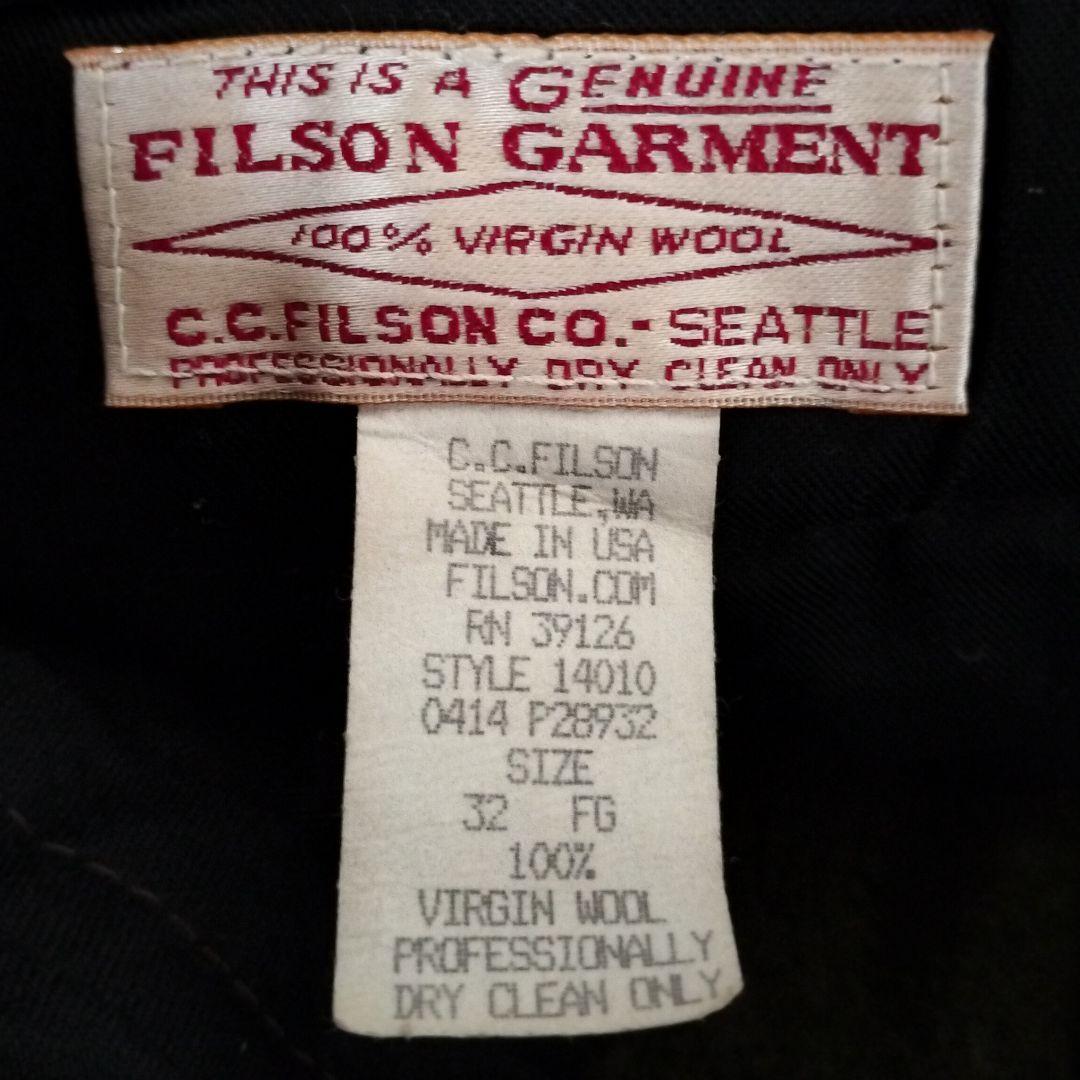 THIS IS A GENUINE
FILSON GARMENT
100% VIRGIN WOOL
C.C.FILSON CO.-SEATTLE
PROFESSIONALLY DRY CLEAN ONLY
C.C.FILSON
SEATTLE,WA
MADE IN USA
FILSON.COM
RN 39126
STYLE 14010
0414 P28932
SIZE
32 FG
100%
VIRGIN WOOL
PROFESSIONALLY
DRY CLEAN ONLY